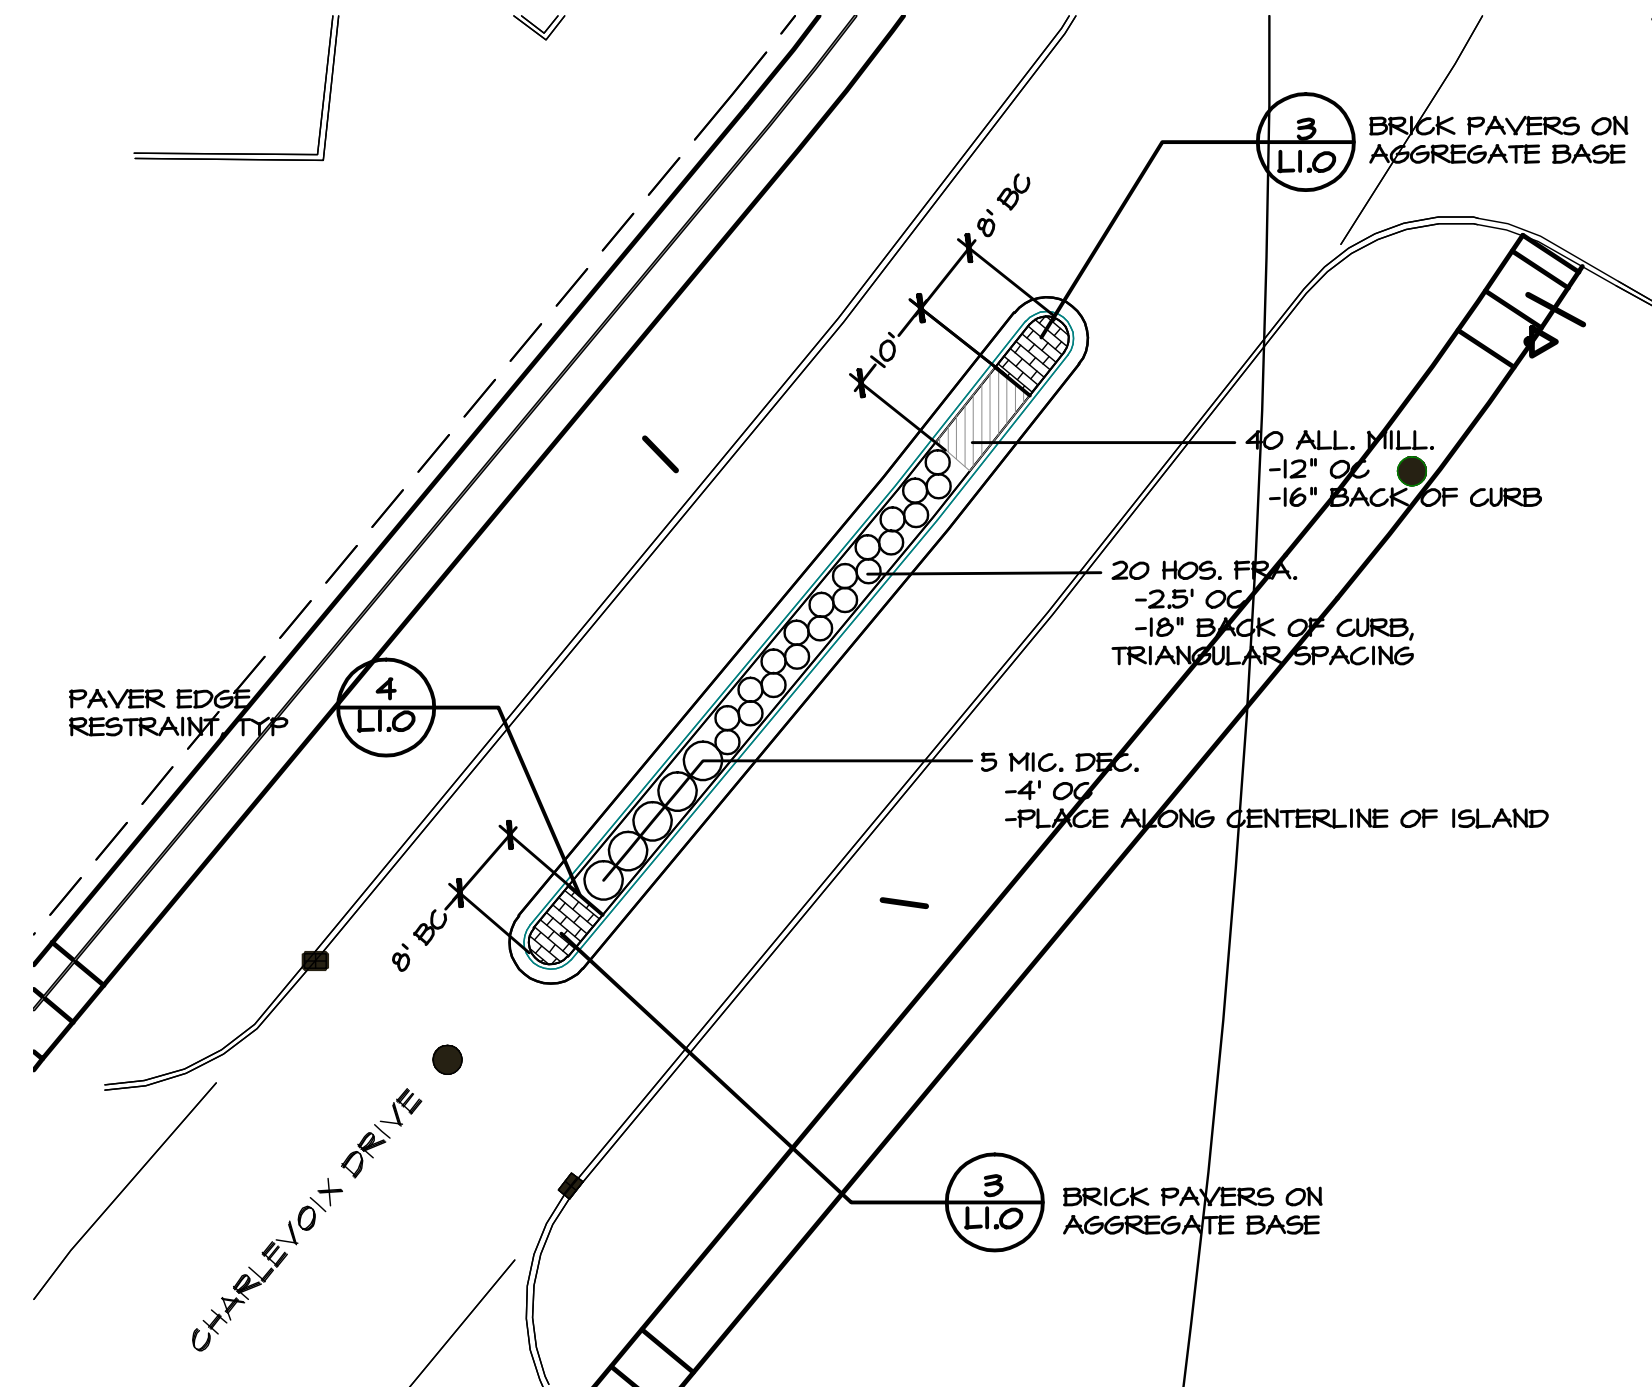 3
L1.0
BRICK PAVERS ON
AGGREGATE BASE
8' BC
10'
40 ALL. MILL.
-12" OC
-16" BACK OF CURB
20 HOS. FRA.
-2.5' OC
-18" BACK OF CURB,
TRIANGULAR SPACING
PAVER EDGE
RESTRAINT, TYP
4
L1.0
5 MIC. DEC.
-4' OC
-PLACE ALONG CENTERLINE OF ISLAND
8' BC
CHARLEVOIX DRIVE
3
L1.0
BRICK PAVERS ON
AGGREGATE BASE